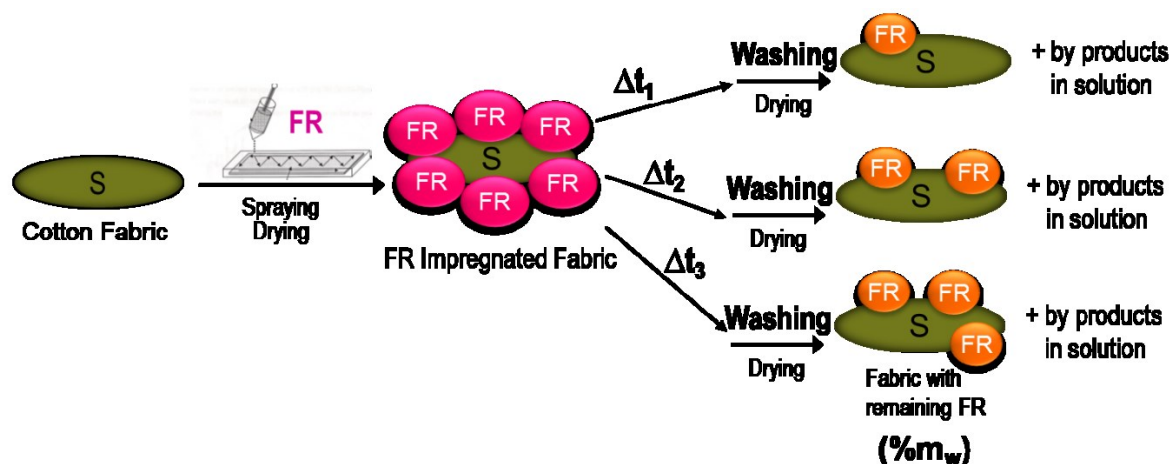 S
Cotton Fabric
FR
Spraying
Drying
FR
FR
FR
S
FR
FR
FR
FR Impregnated Fabric
Δt₁
Washing
Drying
FR
S
+ by products
in solution
Δt₂
Washing
Drying
FR
FR
S
+ by products
in solution
Δt₃
Washing
Drying
FR
FR
S
FR
+ by products
in solution
Fabric with
remaining FR
(%mw)